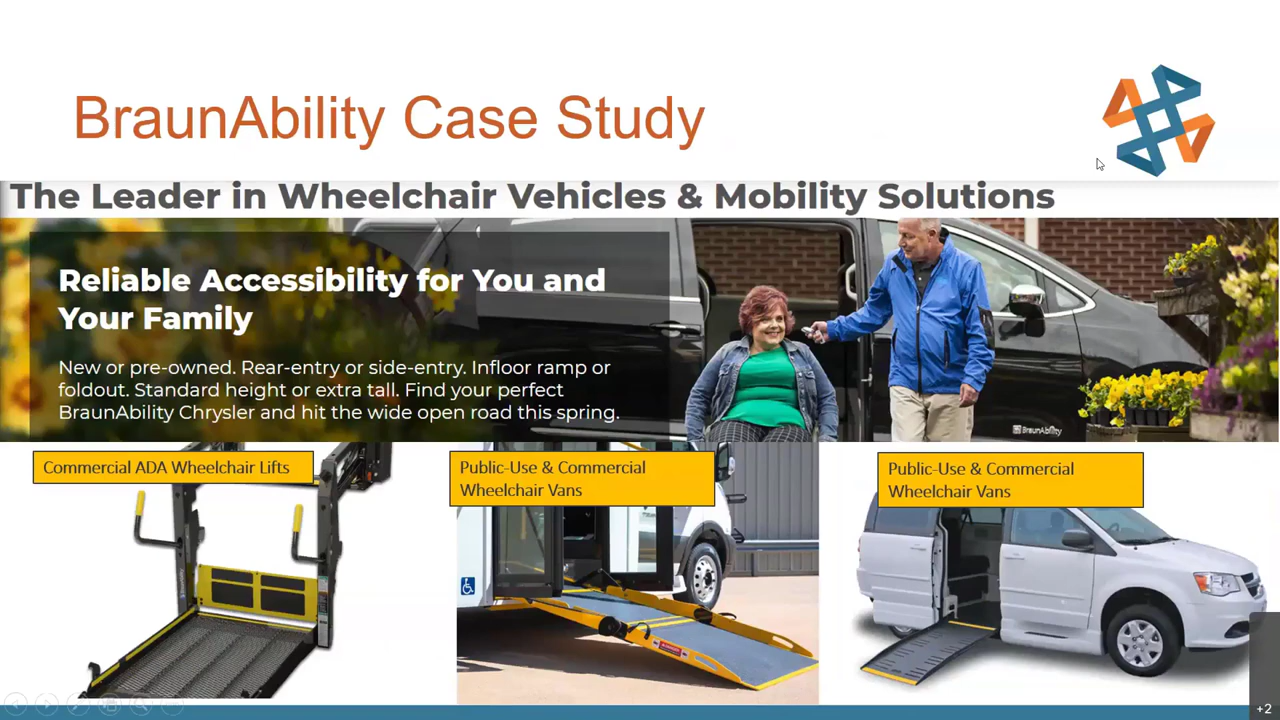 BraunAbility Case Study
The Leader in Wheelchair Vehicles & Mobility Solutions
Reliable Accessibility for You and
Your Family
New or pre-owned. Rear-entry or side-entry. Infloor ramp or
foldout. Standard height or extra tall. Find your perfect
BraunAbility Chrysler and hit the wide open road this spring.
BraunAbility
Commercial ADA Wheelchair Lifts
Public-Use & Commercial
Wheelchair Vans
Public-Use & Commercial
Wheelchair Vans
+2